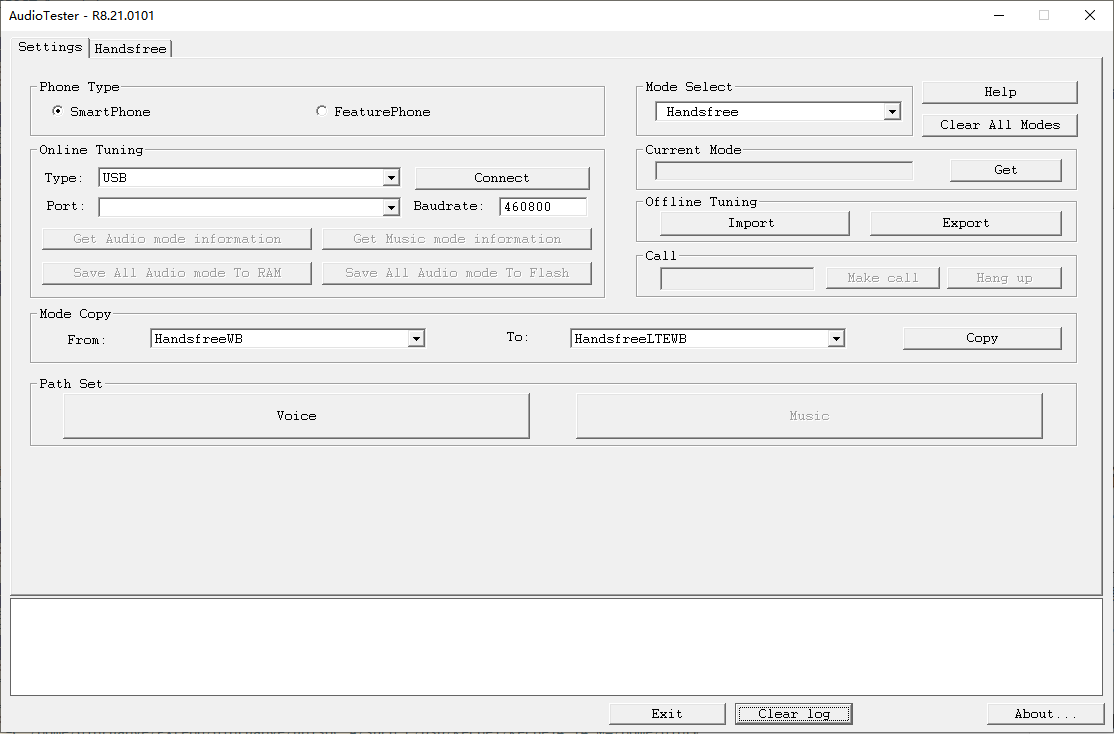 AudioTester - R8.21.0101
Settings
Handsfree
Phone Type
SmartPhone
FeaturePhone
Mode Select
Handsfree
Help
Clear All Modes
Online Tuning
Type:
USB
Connect
Port:
Baudrate:
460800
Get Audio mode information
Get Music mode information
Save All Audio mode To RAM
Save All Audio mode To Flash
Current Mode
Get
Offline Tuning
Import
Export
Call
Make call
Hang up
Mode Copy
From:
HandsfreeWB
To:
HandsfreeLTEWB
Copy
Path Set
Voice
Music
Exit
Clear log
About...